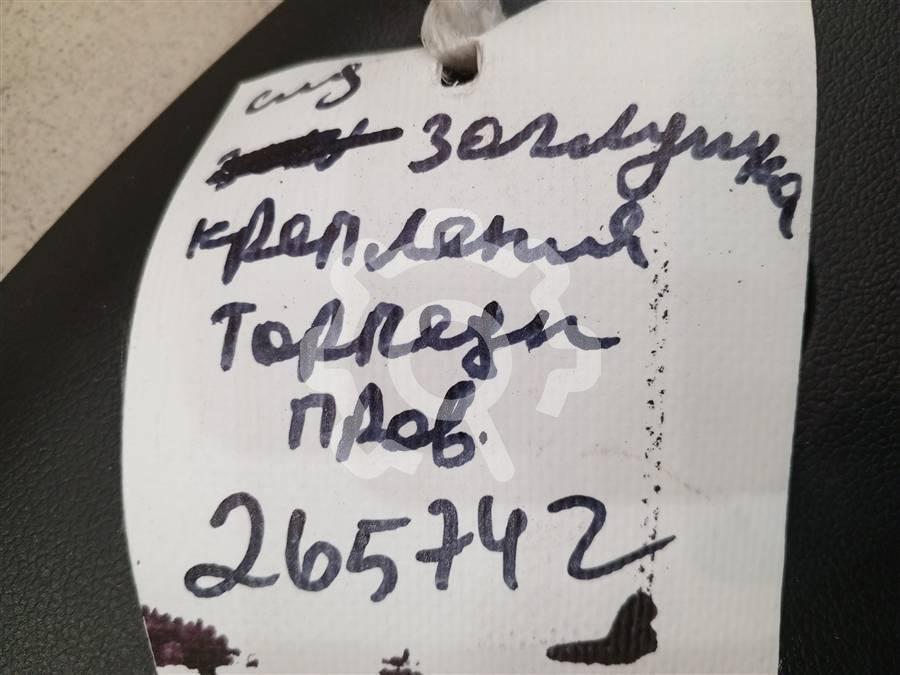 заглушка
крепления
торпеды
прав.
265742